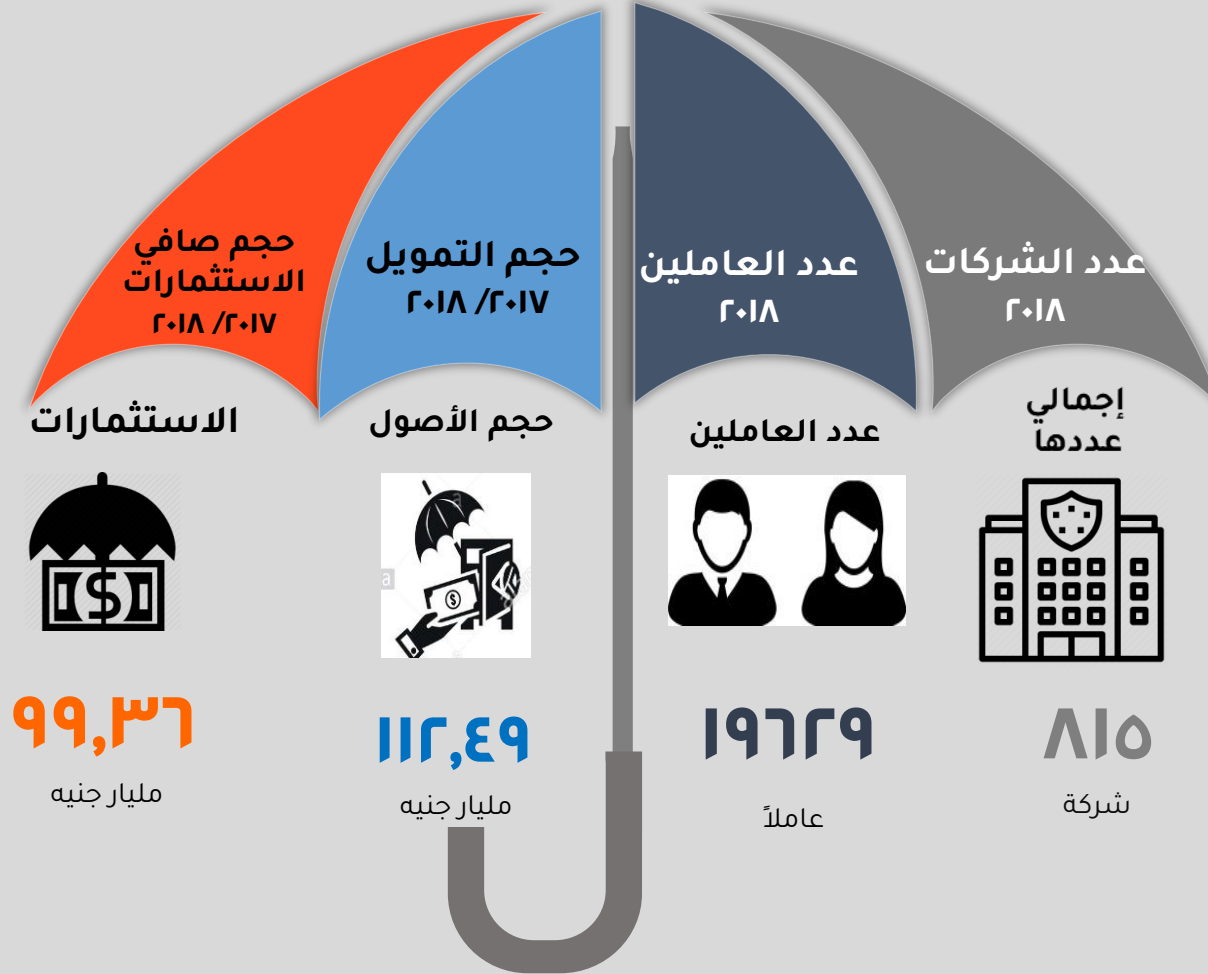 عدد الشركات
٢٠١٨
عدد العاملين
٢٠١٨
حجم التمويل
٢٠١٧/ ٢٠١٨
حجم صافي
الاستثمارات
٢٠١٧/ ٢٠١٨
إجمالي
عددها
عدد العاملين
حجم الأصول
الاستثمارات
$
$
a
a
٨١٥
شركة
١٩٦٢٩
عاملاً
١١٢,٤٩
مليار جنيه
٩٩,٣٦
مليار جنيه